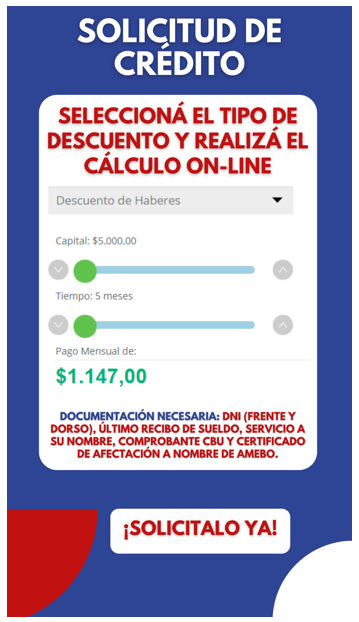 SOLICITUD DE
CRÉDITO
SELECCIONÁ EL TIPO DE
DESCUENTO Y REALIZÁ EL
CÁLCULO ON-LINE
Descuento de Haberes
Capital: $5.000,00
Tiempo: 5 meses
Pago Mensual de:
$1.147,00
DOCUMENTACIÓN NECESARIA: DNI (FRENTE Y
DORSO), ÚLTIMO RECIBO DE SUELDO, SERVICIO A
SU NOMBRE, COMPROBANTE CBU Y CERTIFICADO
DE AFECTACIÓN A NOMBRE DE AMEBO.
¡SOLICITALO YA!